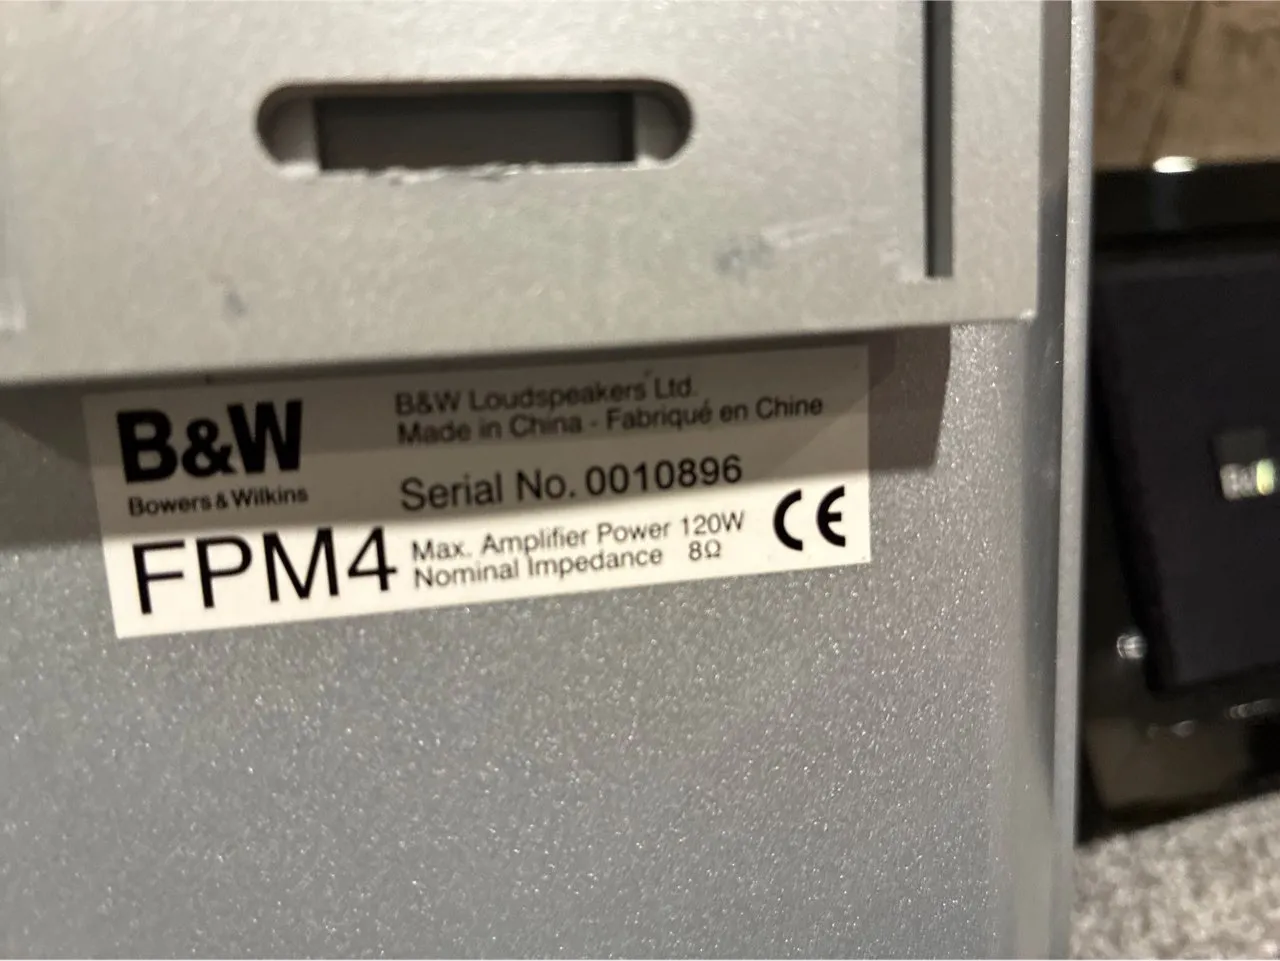 B&W
Bowers & Wilkins
B&W Loudspeakers Ltd.
Made in China - Fabriqué en Chine
Serial No. 0010896
FPM4
Max. Amplifier Power 120W
Nominal Impedance 8Ω
CE